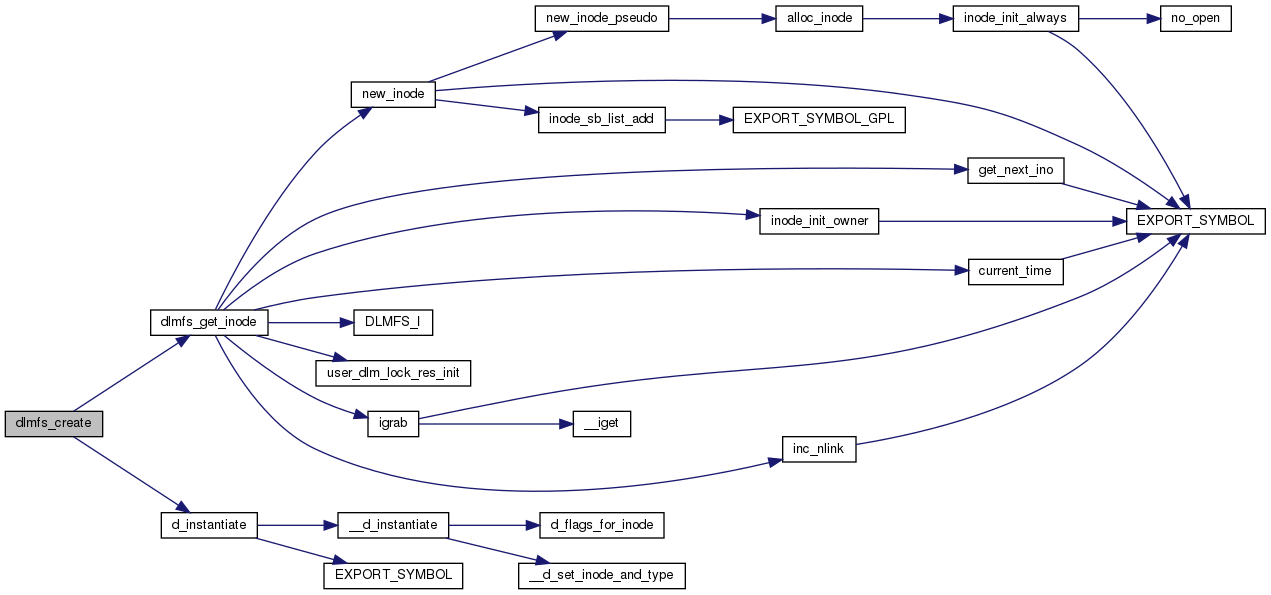 new_inode_pseudo
alloc_inode
inode_init_always
no_open
new_inode
inode_sb_list_add
EXPORT_SYMBOL_GPL
get_next_ino
inode_init_owner
EXPORT_SYMBOL
current_time
dlmfs_get_inode
DLMFS_I
user_dlm_lock_res_init
dlmfs_create
igrab
__iget
inc_nlink
d_instantiate
__d_instantiate
d_flags_for_inode
EXPORT_SYMBOL
__d_set_inode_and_type